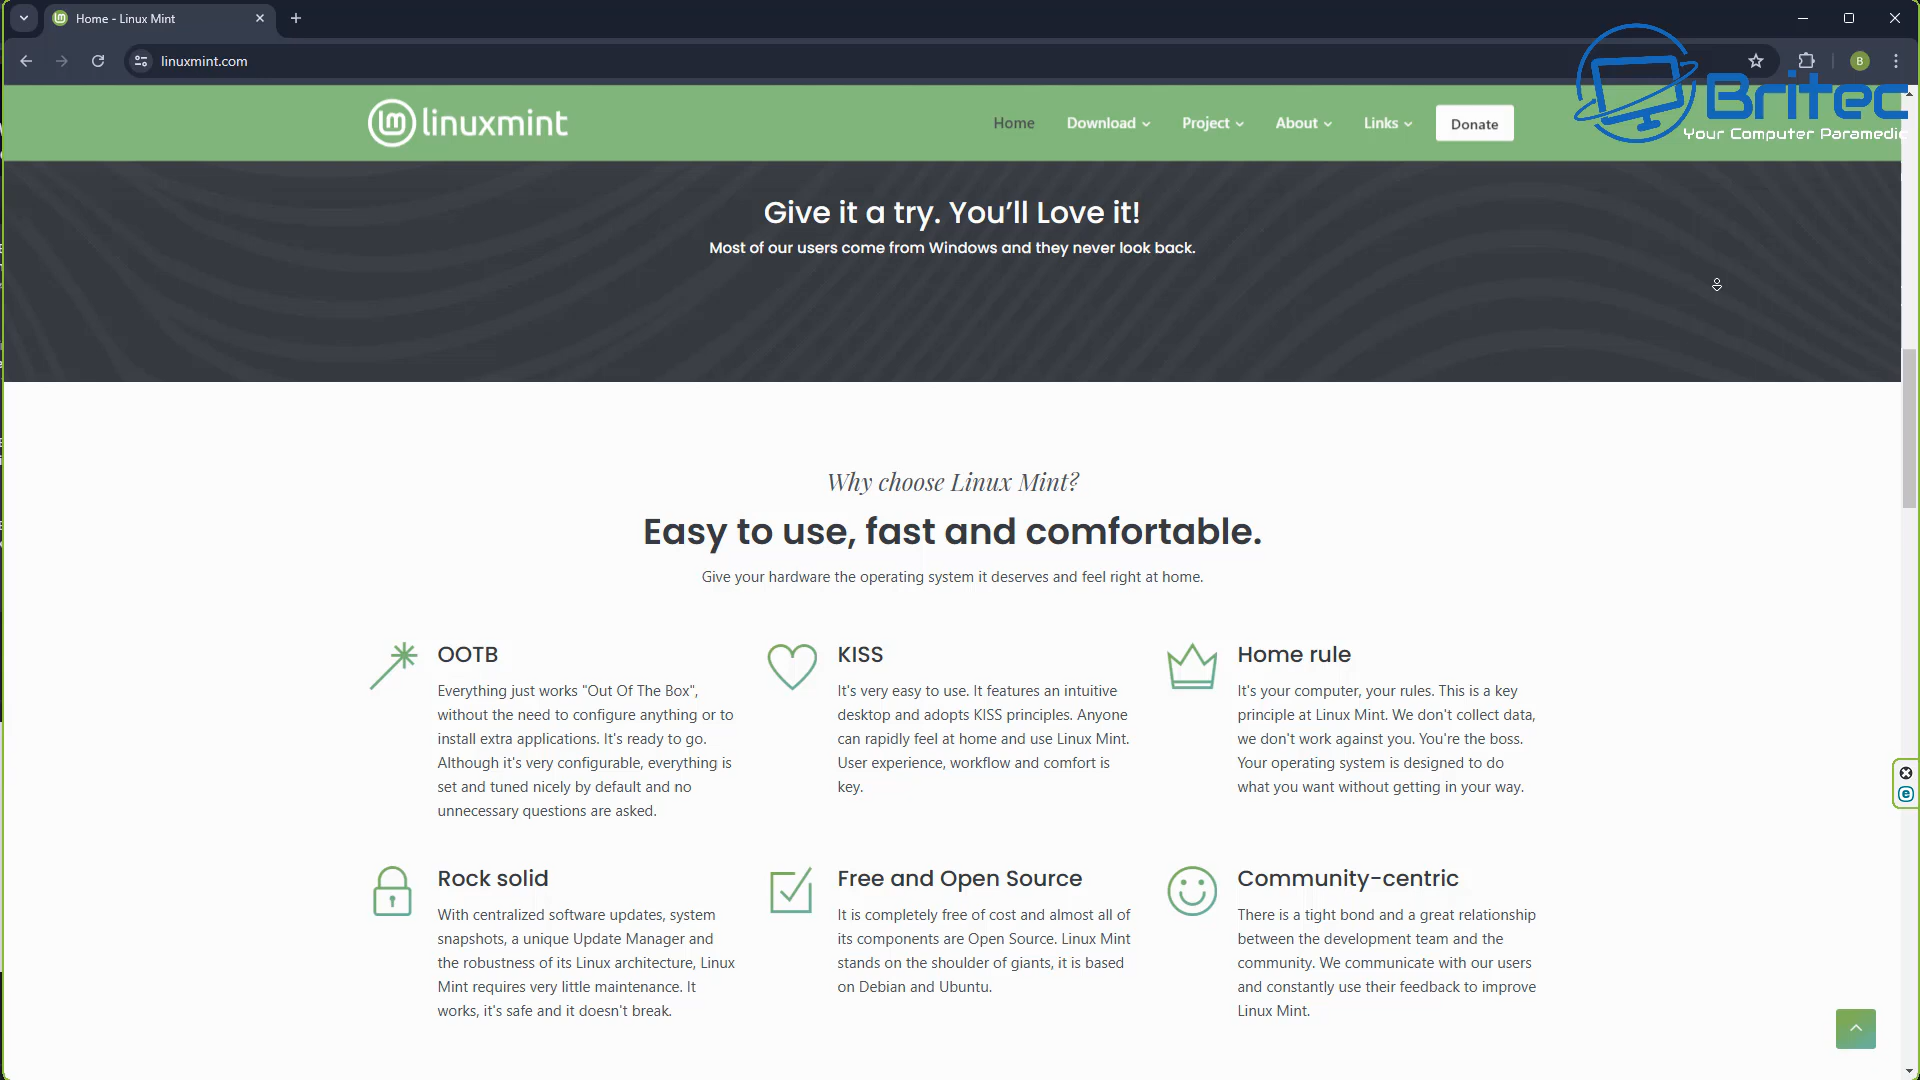 Home - Linux Mint
linuxmint.com
B
Britec
Your Computer Paramedic
lm linuxmint
Home
Download
Project
About
Links
Donate
Give it a try. You’ll Love it!
Most of our users come from Windows and they never look back.
Why choose Linux Mint?
Easy to use, fast and comfortable.
Give your hardware the operating system it deserves and feel right at home.
OOTB
Everything just works "Out Of The Box",
without the need to configure anything or to
install extra applications. It's ready to go.
Although it's very configurable, everything is
set and tuned nicely by default and no
unnecessary questions are asked.
KISS
It's very easy to use. It features an intuitive
desktop and adopts KISS principles. Anyone
can rapidly feel at home and use Linux Mint.
User experience, workflow and comfort is
key.
Home rule
It's your computer, your rules. This is a key
principle at Linux Mint. We don't collect data,
we don't work against you. You're the boss.
Your operating system is designed to do
what you want without getting in your way.
Rock solid
With centralized software updates, system
snapshots, a unique Update Manager and
the robustness of its Linux architecture, Linux
Mint requires very little maintenance. It
works, it's safe and it doesn't break.
Free and Open Source
It is completely free of cost and almost all of
its components are Open Source. Linux Mint
stands on the shoulder of giants, it is based
on Debian and Ubuntu.
Community-centric
There is a tight bond and a great relationship
between the development team and the
community. We communicate with our users
and constantly use their feedback to improve
Linux Mint.